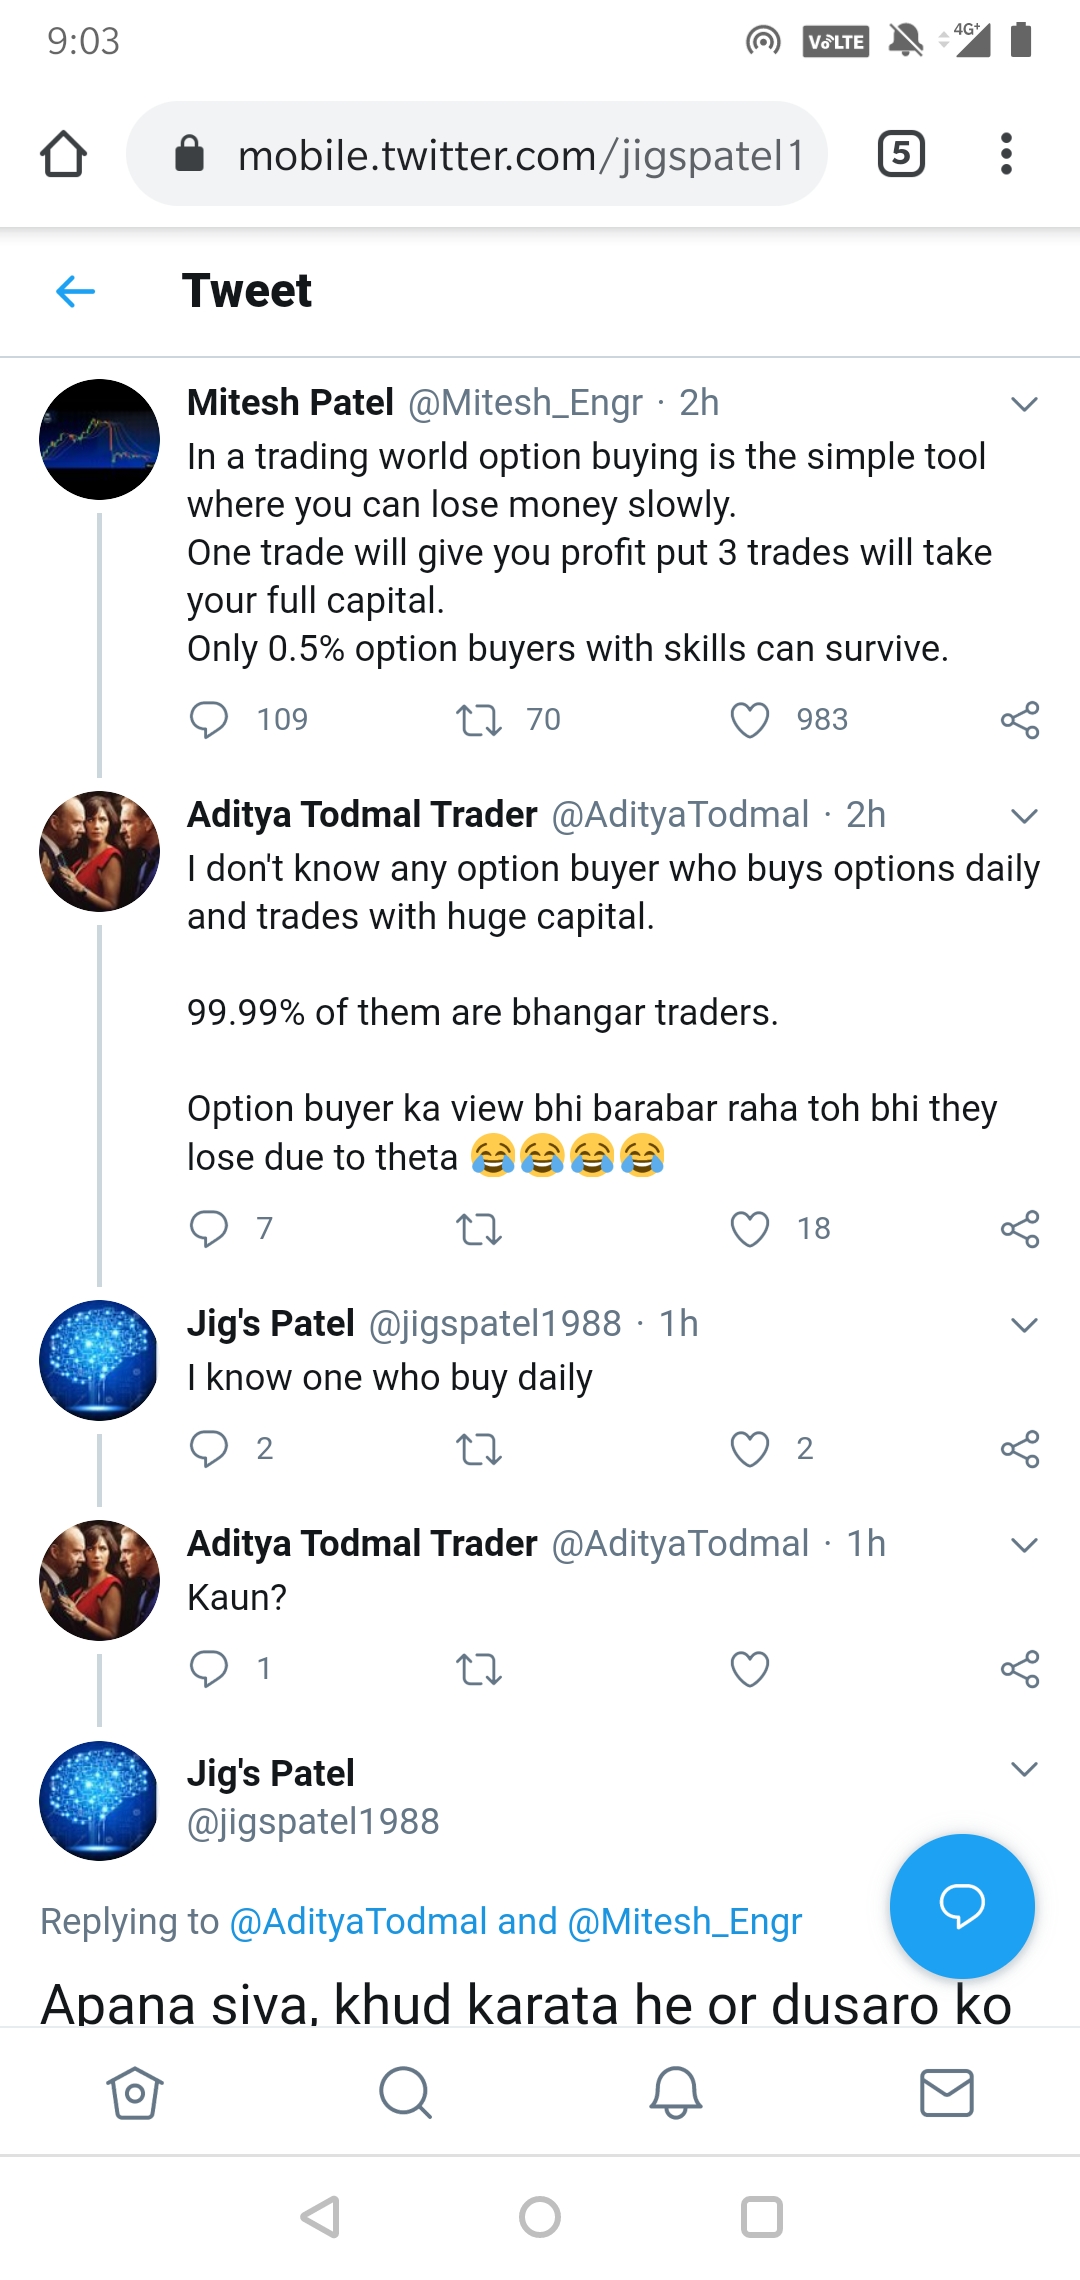 9:03
VoLTE
4G+
mobile.twitter.com/jigspatel1
5
Tweet
Mitesh Patel @Mitesh_Engr · 2h
In a trading world option buying is the simple tool
where you can lose money slowly.
One trade will give you profit put 3 trades will take
your full capital.
Only 0.5% option buyers with skills can survive.
109 70 983
Aditya Todmal Trader @AdityaTodmal · 2h
I don't know any option buyer who buys options daily
and trades with huge capital.
99.99% of them are bhangar traders.
Option buyer ka view bhi barabar raha toh bhi they
lose due to theta 😂😂😂😂
7 18
Jig's Patel @jigspatel1988 · 1h
I know one who buy daily
2 2
Aditya Todmal Trader @AdityaTodmal · 1h
Kaun?
1
Jig's Patel
@jigspatel1988
Replying to @AdityaTodmal and @Mitesh_Engr
Apana siva, khud karata he or dusaro ko